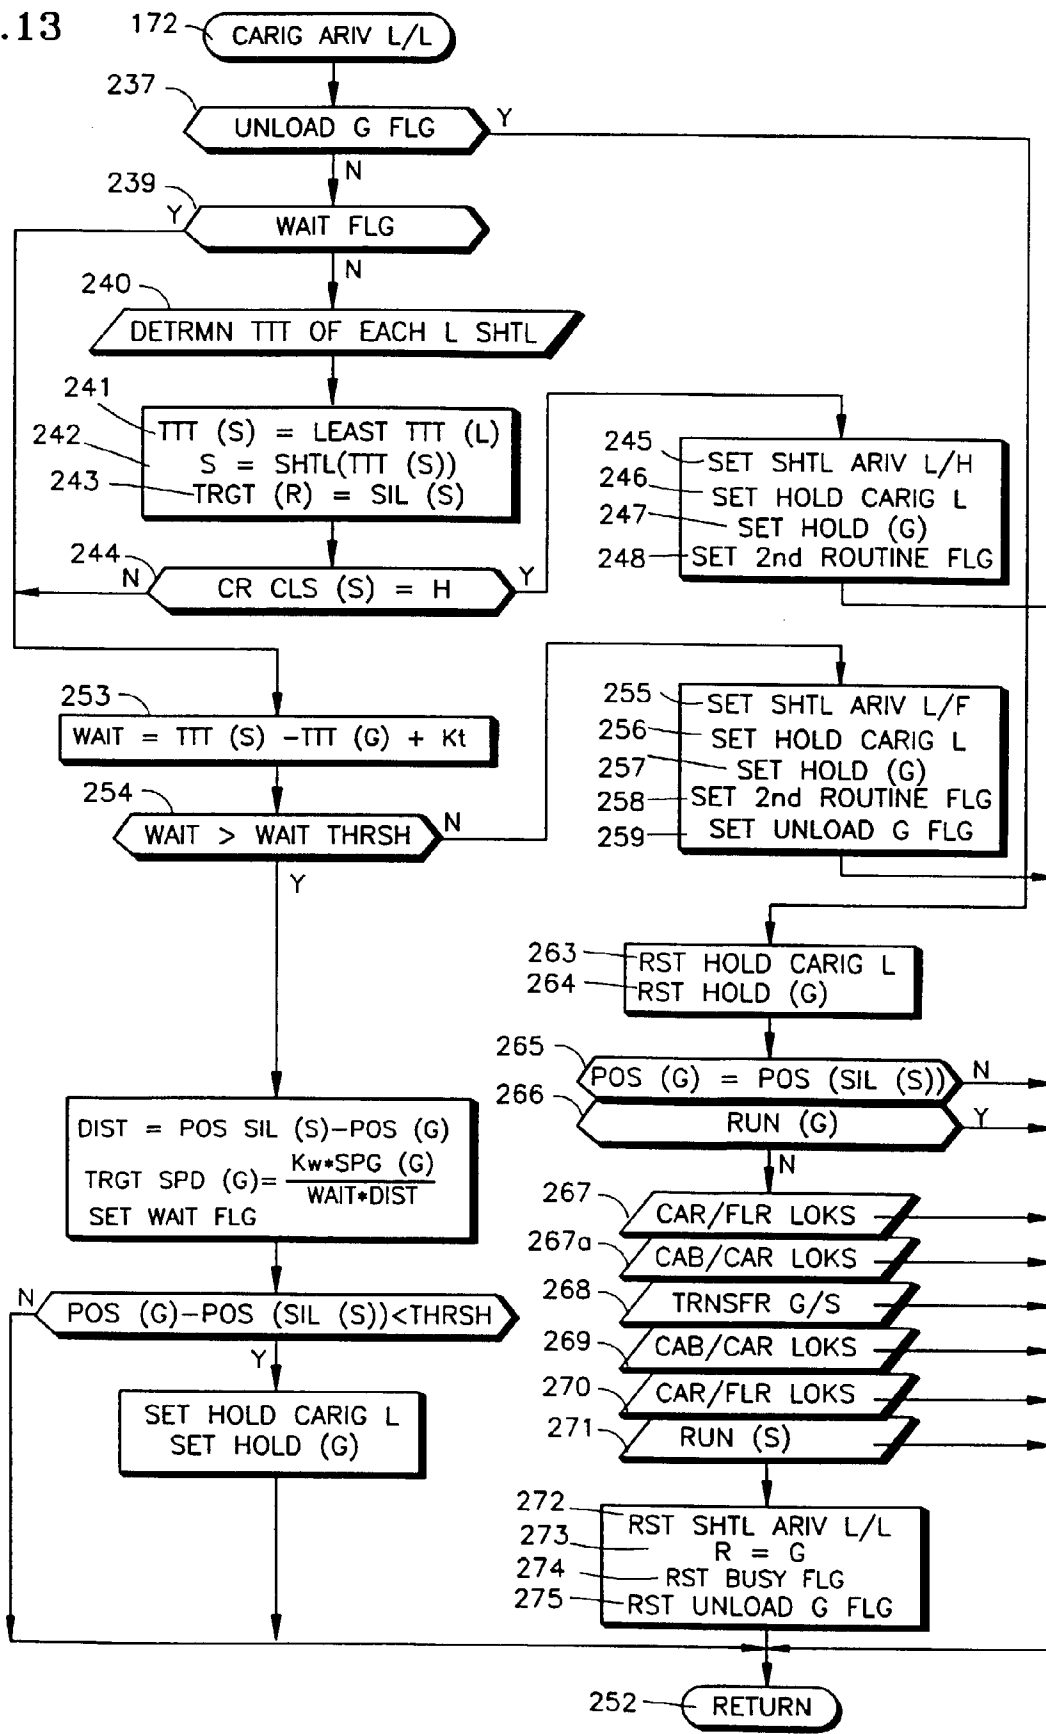 .13
172
CARIG ARIV L/L
237
UNLOAD G FLG
Y
N
239
Y
WAIT FLG
N
240
DETRMN TTT OF EACH L SHTL
241
TTT (S) = LEAST TTT (L)
242
S = SHTL(TTT (S))
243
TRGT (R) = SIL (S)
244
N
CR CLS (S) = H
Y
245
SET SHTL ARIV L/H
246
SET HOLD CARIG L
247
SET HOLD (G)
248
SET 2nd ROUTINE FLG
253
WAIT = TTT (S) -TTT (G) + Kt
254
WAIT > WAIT THRSH
N
Y
255
SET SHTL ARIV L/F
256
SET HOLD CARIG L
257
SET HOLD (G)
258
SET 2nd ROUTINE FLG
259
SET UNLOAD G FLG
263
RST HOLD CARIG L
264
RST HOLD (G)
265
POS (G) = POS (SIL (S))
N
266
RUN (G)
Y
N
DIST = POS SIL (S)-POS (G)
TRGT SPD (G)= Kw*SPG (G)
WAIT*DIST
SET WAIT FLG
N
POS (G)-POS (SIL (S))<THRSH
Y
SET HOLD CARIG L
SET HOLD (G)
267
CAR/FLR LOKS
267a
CAB/CAR LOKS
268
TRNSFR G/S
269
CAB/CAR LOKS
270
CAR/FLR LOKS
271
RUN (S)
272
RST SHTL ARIV L/L
273
R = G
274
RST BUSY FLG
275
RST UNLOAD G FLG
252
RETURN